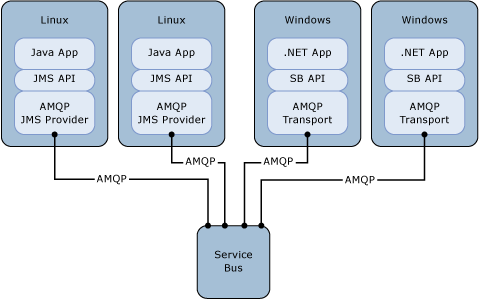 Linux
Linux
Windows
Windows
Java App
Java App
.NET App
.NET App
JMS API
JMS API
SB API
SB API
AMQP
JMS Provider
AMQP
JMS Provider
AMQP
Transport
AMQP
Transport
AMQP
AMQP
AMQP
AMQP
Service
Bus